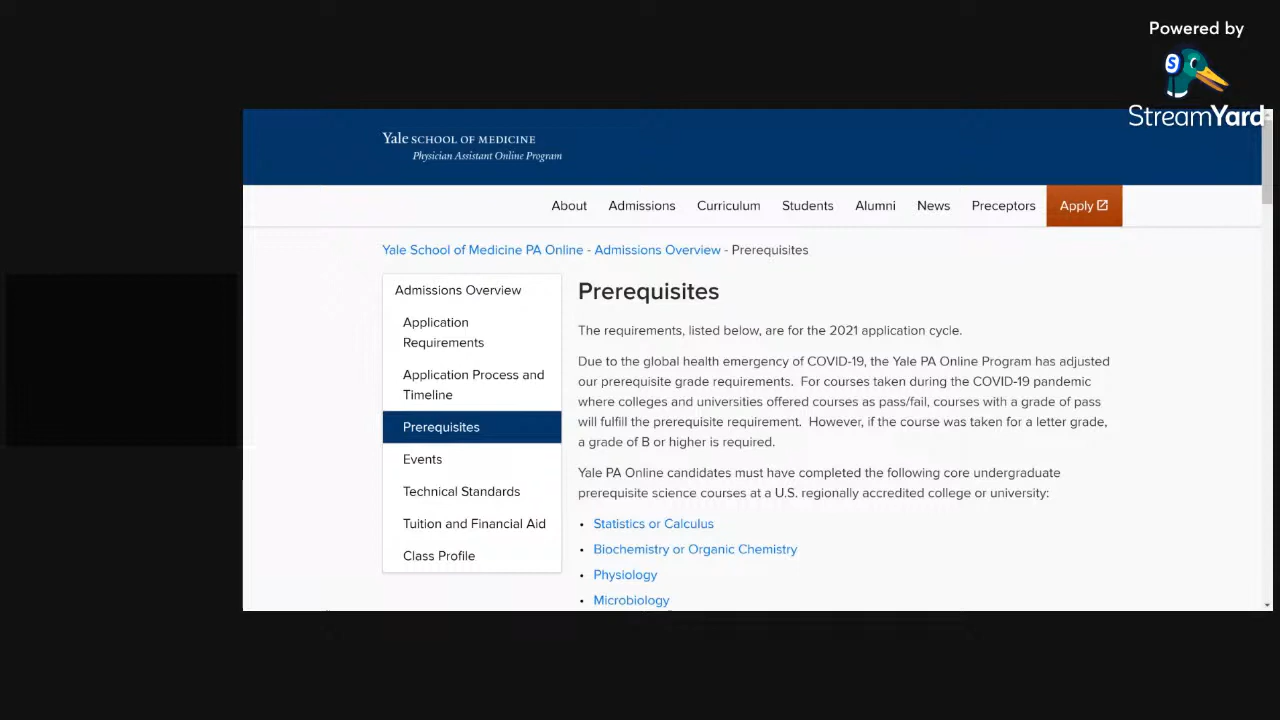 Powered by
S
StreamYard
Yale SCHOOL OF MEDICINE
Physician Assistant Online Program
About Admissions Curriculum Students Alumni News Preceptors Apply
Yale School of Medicine PA Online - Admissions Overview - Prerequisites
Admissions Overview
Application
Requirements
Application Process and
Timeline
Prerequisites
Events
Technical Standards
Tuition and Financial Aid
Class Profile
Prerequisites
The requirements, listed below, are for the 2021 application cycle.
Due to the global health emergency of COVID-19, the Yale PA Online Program has adjusted
our prerequisite grade requirements. For courses taken during the COVID-19 pandemic
where colleges and universities offered courses as pass/fail, courses with a grade of pass
will fulfill the prerequisite requirement. However, if the course was taken for a letter grade,
a grade of B or higher is required.
Yale PA Online candidates must have completed the following core undergraduate
prerequisite science courses at a U.S. regionally accredited college or university:
• Statistics or Calculus
• Biochemistry or Organic Chemistry
• Physiology
• Microbiology